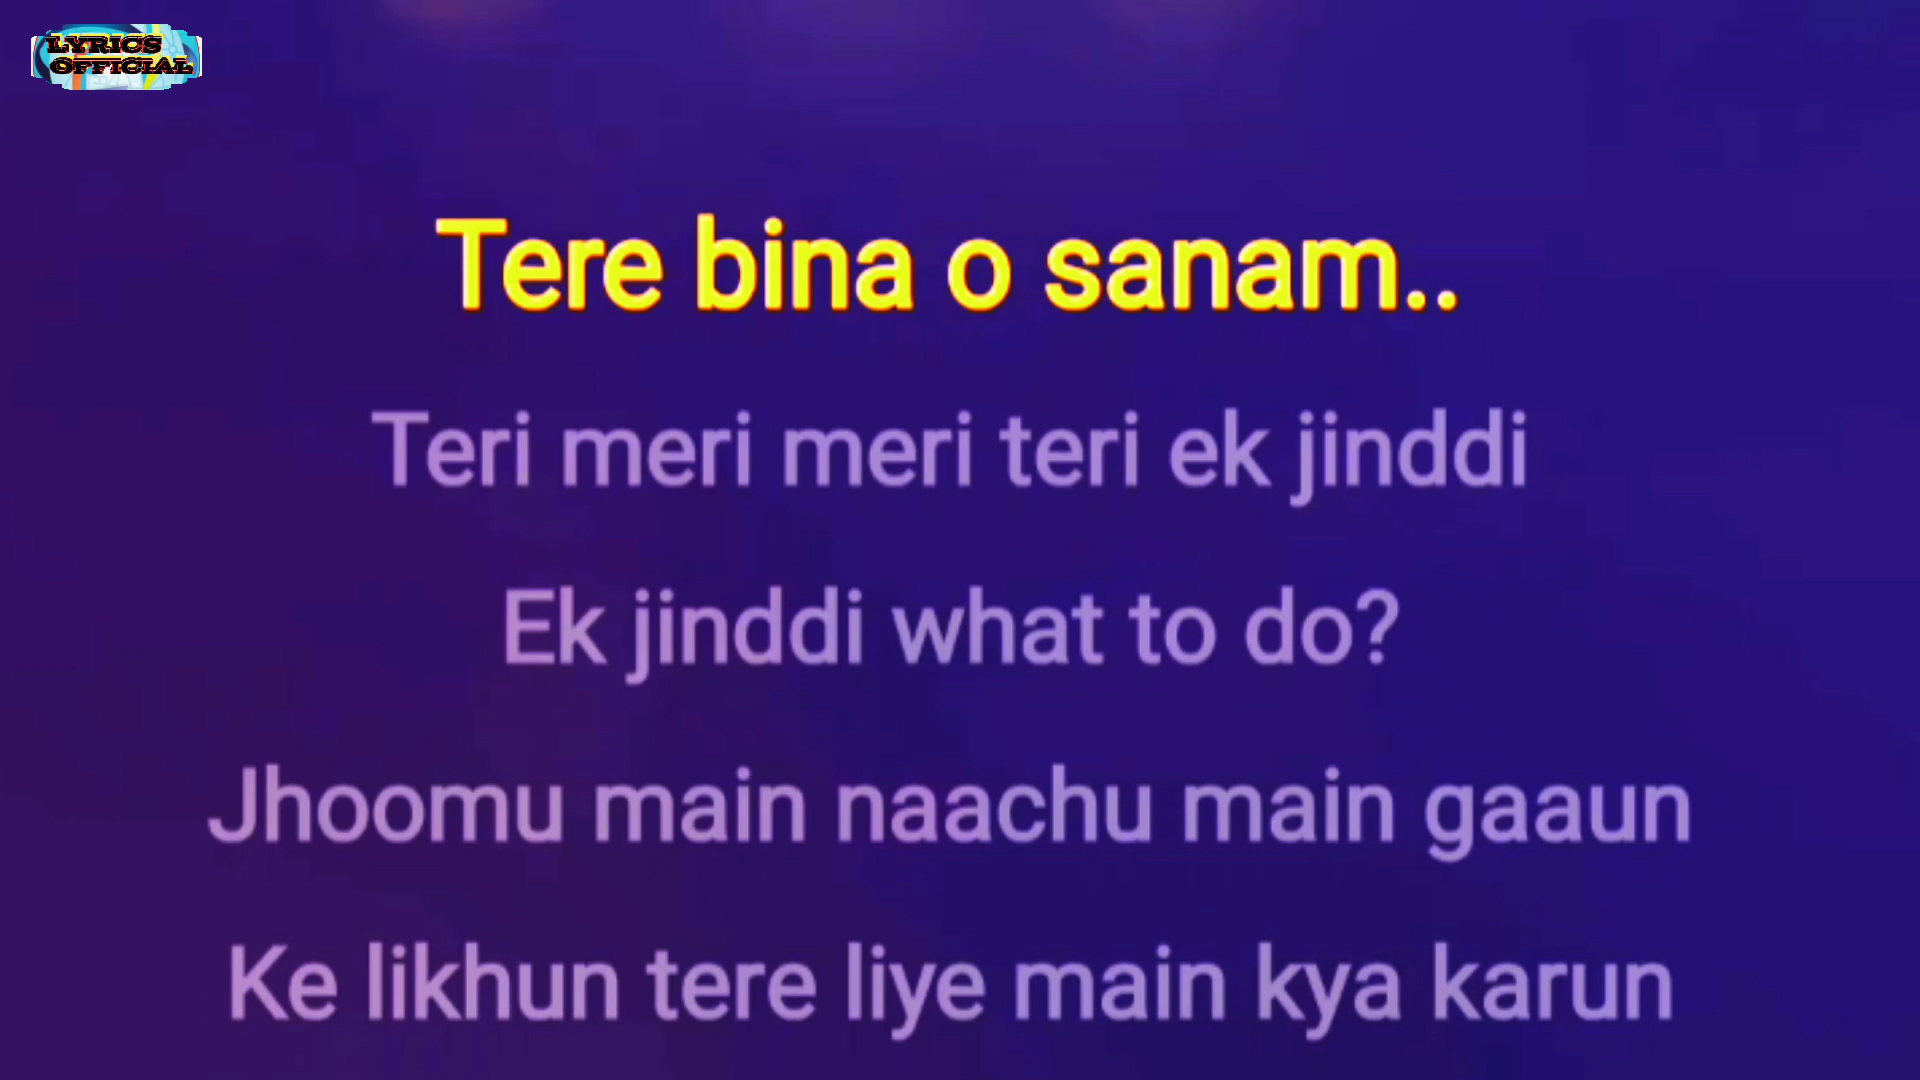 LYRICS
OFFICIAL
Tere bina o sanam..
Teri meri meri teri ek jinddi
Ek jinddi what to do?
Jhoomu main naachu main gaaun
Ke likhun tere liye main kya karun